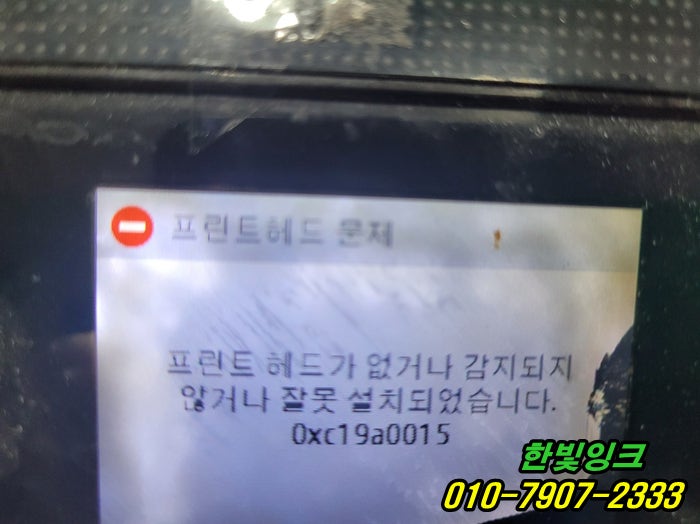 프린트헤드 문제
프린트 헤드가 없거나 감지되지
않거나 잘못 설치되었습니다.
0xc19a0015
한빛잉크
010-7907-2333